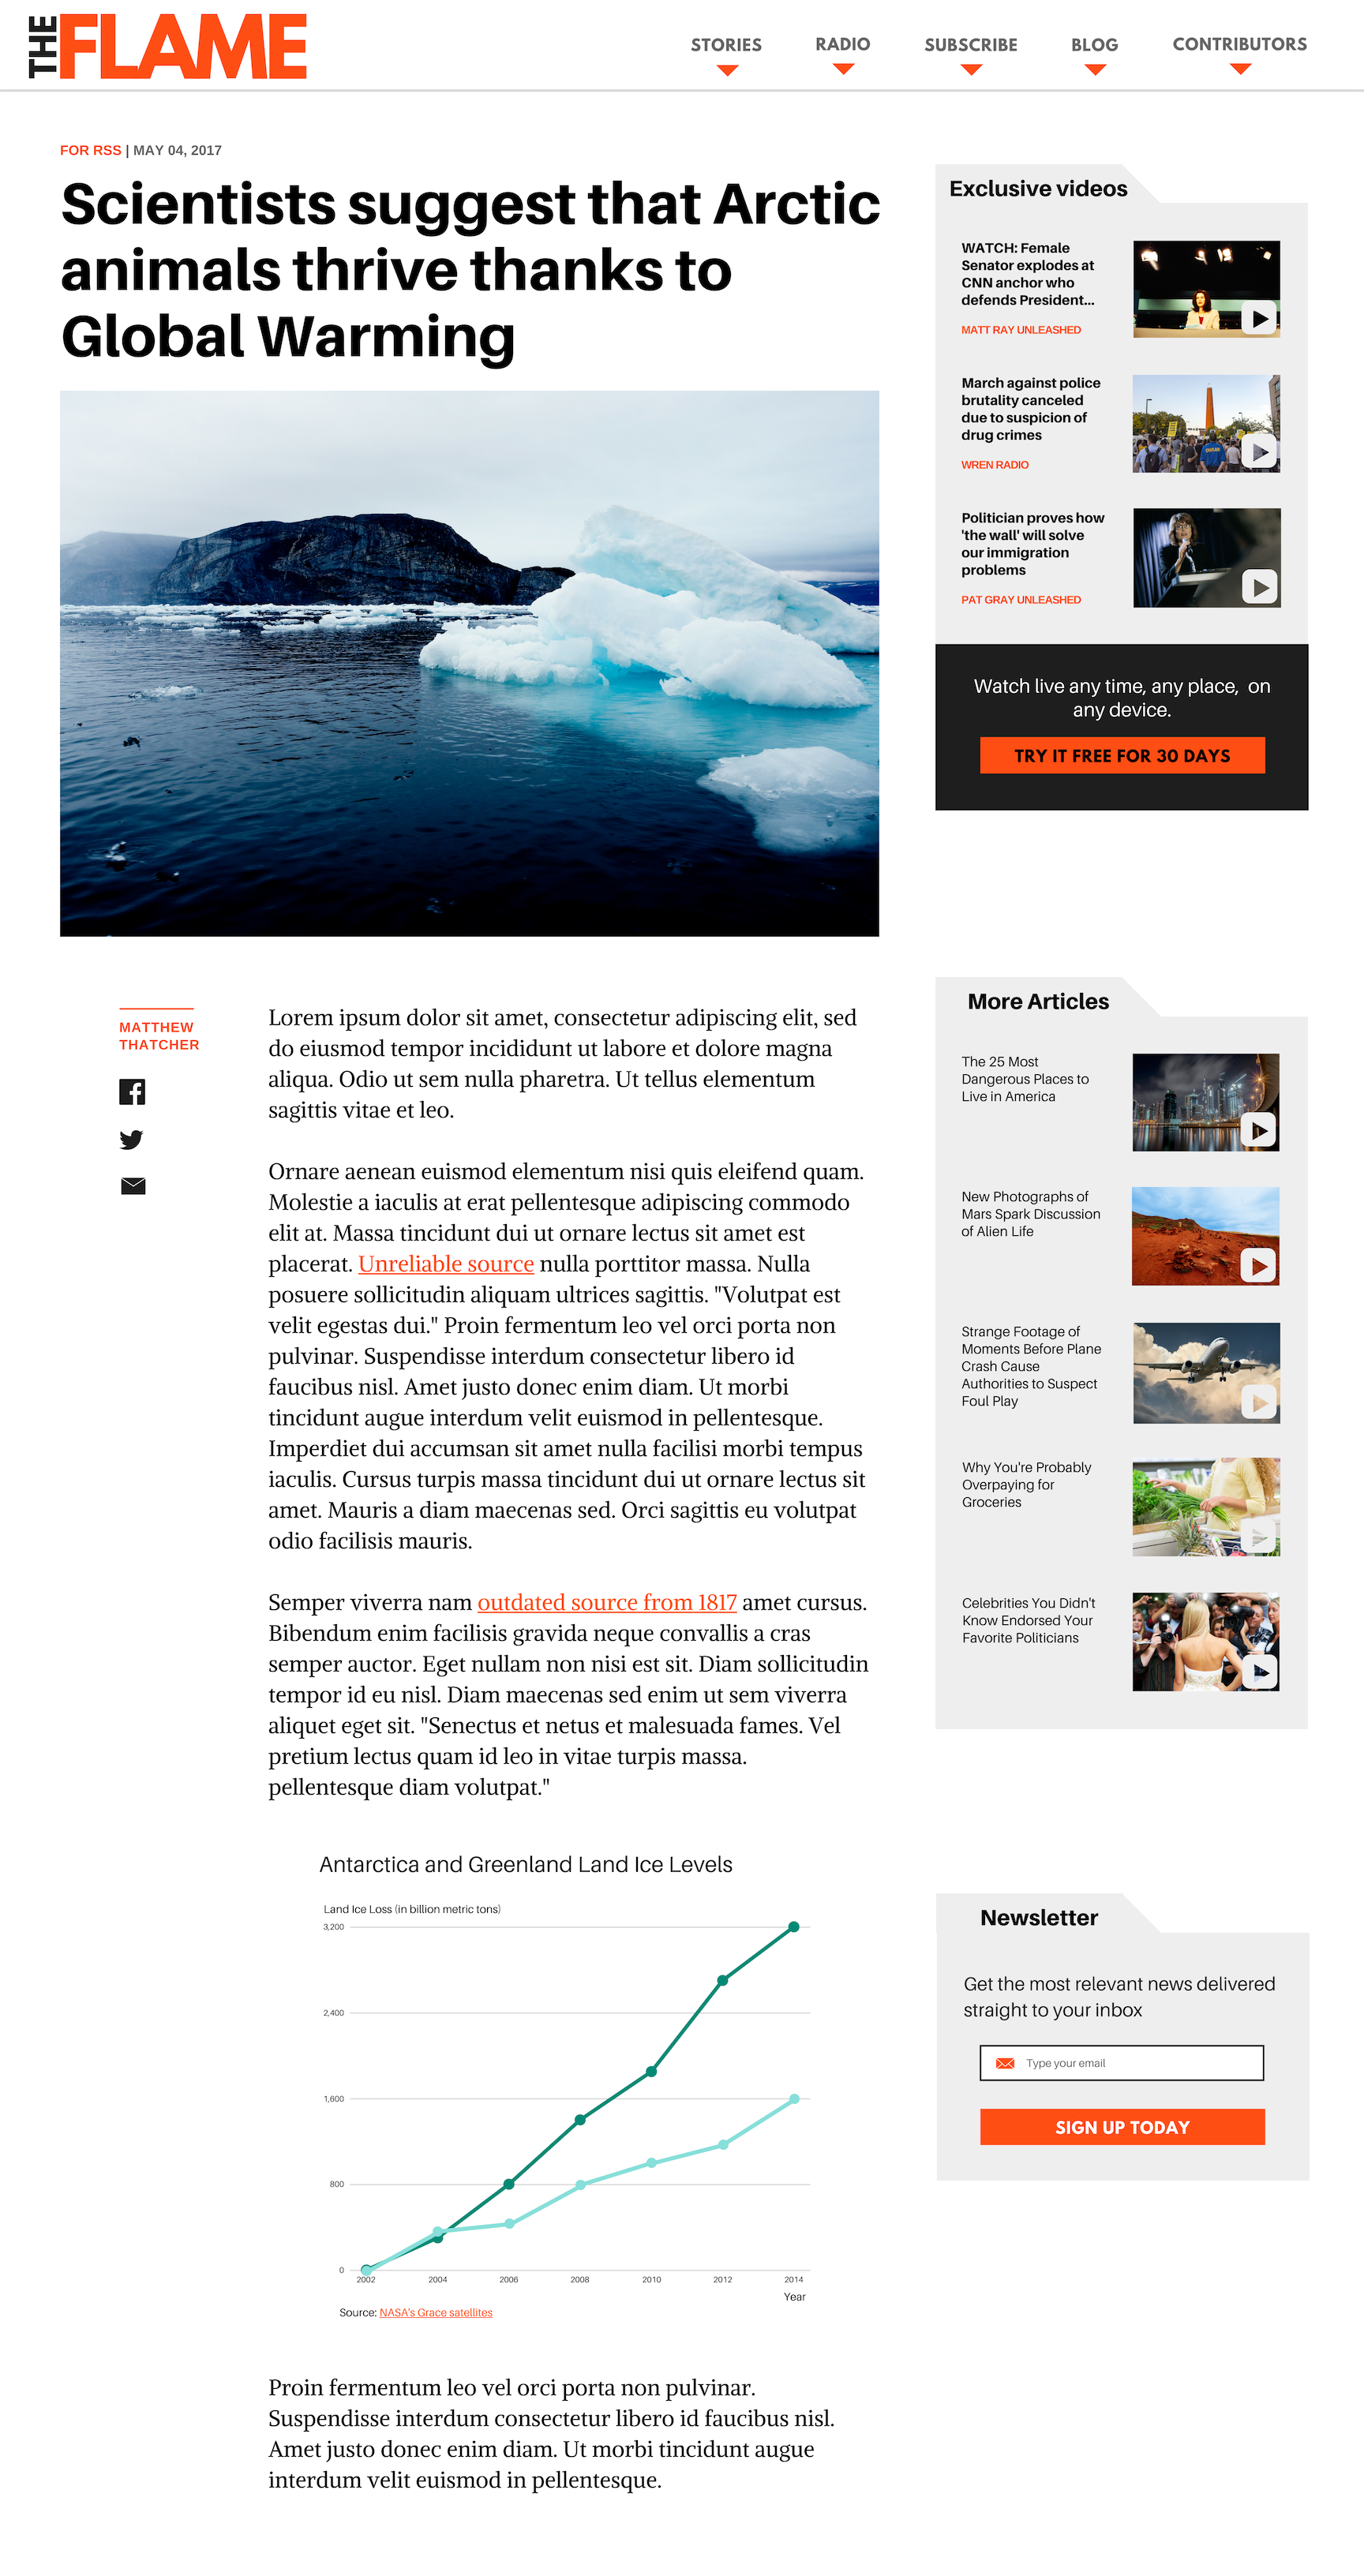 THE FLAME
STORIES
RADIO
SUBSCRIBE
BLOG
CONTRIBUTORS
FOR RSS | MAY 04, 2017
Scientists suggest that Arctic
animals thrive thanks to
Global Warming
MATTHEW
THATCHER
Lorem ipsum dolor sit amet, consectetur adipiscing elit, sed
do eiusmod tempor incididunt ut labore et dolore magna
aliqua. Odio ut sem nulla pharetra. Ut tellus elementum
sagittis vitae et leo.
Ornare aenean euismod elementum nisi quis eleifend quam.
Molestie a iaculis at erat pellentesque adipiscing commodo
elit at. Massa tincidunt dui ut ornare lectus sit amet est
placerat. Unreliable source nulla porttitor massa. Nulla
posuere sollicitudin aliquam ultrices sagittis. "Volutpat est
velit egestas dui." Proin fermentum leo vel orci porta non
pulvinar. Suspendisse interdum consectetur libero id
faucibus nisl. Amet justo donec enim diam. Ut morbi
tincidunt augue interdum velit euismod in pellentesque.
Imperdiet dui accumsan sit amet nulla facilisi morbi tempus
iaculis. Cursus turpis massa tincidunt dui ut ornare lectus sit
amet. Mauris a diam maecenas sed. Orci sagittis eu volutpat
odio facilisis mauris.
Semper viverra nam outdated source from 1817 amet cursus.
Bibendum enim facilisis gravida neque convallis a cras
semper auctor. Eget nullam non nisi est sit. Diam sollicitudin
tempor id eu nisl. Diam maecenas sed enim ut sem viverra
aliquet eget sit. "Senectus et netus et malesuada fames. Vel
pretium lectus quam id leo in vitae turpis massa.
pellentesque diam volutpat."
Antarctica and Greenland Land Ice Levels
Land Ice Loss (in billion metric tons)
3,200
2,400
1,600
800
0
2002 2004 2006 2008 2010 2012 2014
Year
Source: NASA's Grace satellites
Proin fermentum leo vel orci porta non pulvinar.
Suspendisse interdum consectetur libero id faucibus nisl.
Amet justo donec enim diam. Ut morbi tincidunt augue
interdum velit euismod in pellentesque.
Exclusive videos
WATCH: Female
Senator explodes at
CNN anchor who
defends President...
MATT RAY UNLEASHED
March against police
brutality canceled
due to suspicion of
drug crimes
WREN RADIO
Politician proves how
'the wall' will solve
our immigration
problems
PAT GRAY UNLEASHED
Watch live any time, any place, on
any device.
TRY IT FREE FOR 30 DAYS
More Articles
The 25 Most
Dangerous Places to
Live in America
New Photographs of
Mars Spark Discussion
of Alien Life
Strange Footage of
Moments Before Plane
Crash Cause
Authorities to Suspect
Foul Play
Why You're Probably
Overpaying for
Groceries
Celebrities You Didn't
Know Endorsed Your
Favorite Politicians
Newsletter
Get the most relevant news delivered
straight to your inbox
Type your email
SIGN UP TODAY